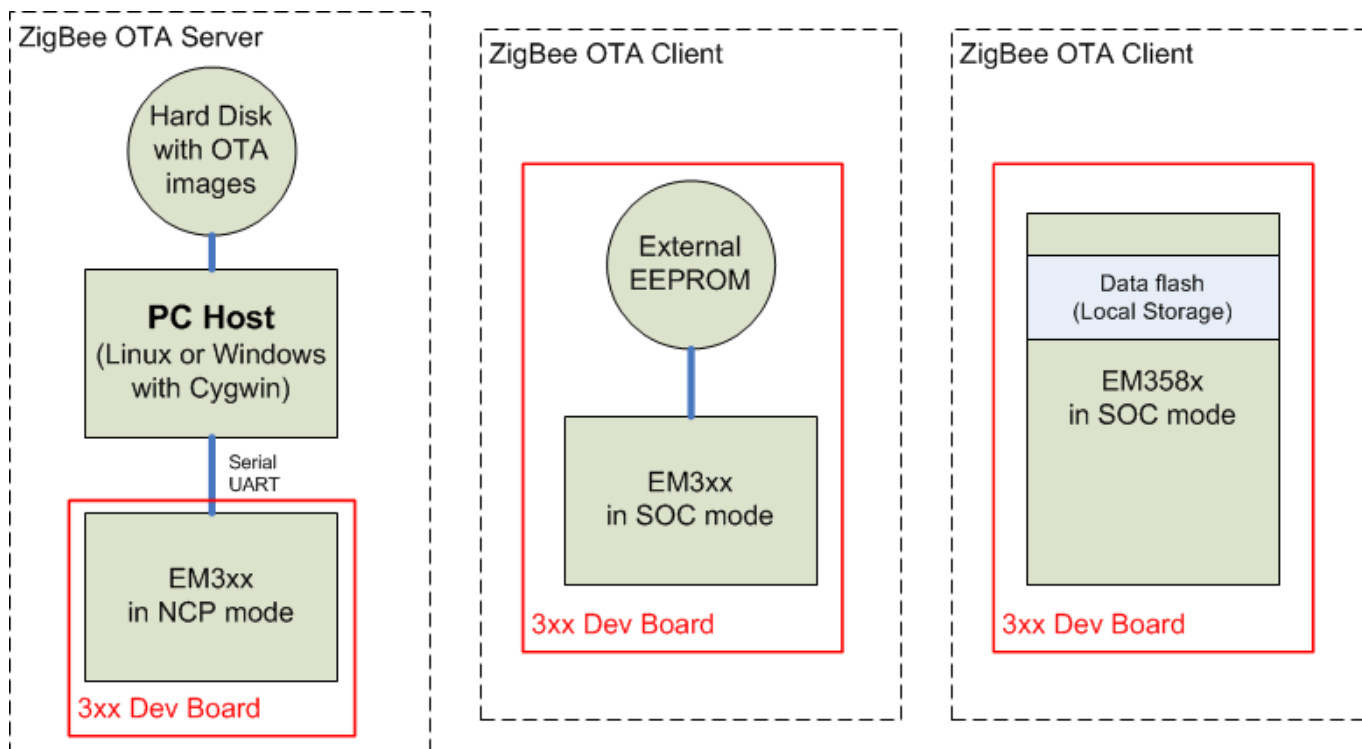 ZigBee OTA Server
Hard Disk
with OTA
images
PC Host
(Linux or Windows
with Cygwin)
Serial
UART
EM3xx
in NCP mode
3xx Dev Board
ZigBee OTA Client
External
EEPROM
EM3xx
in SOC mode
3xx Dev Board
ZigBee OTA Client
Data flash
(Local Storage)
EM358x
in SOC mode
3xx Dev Board